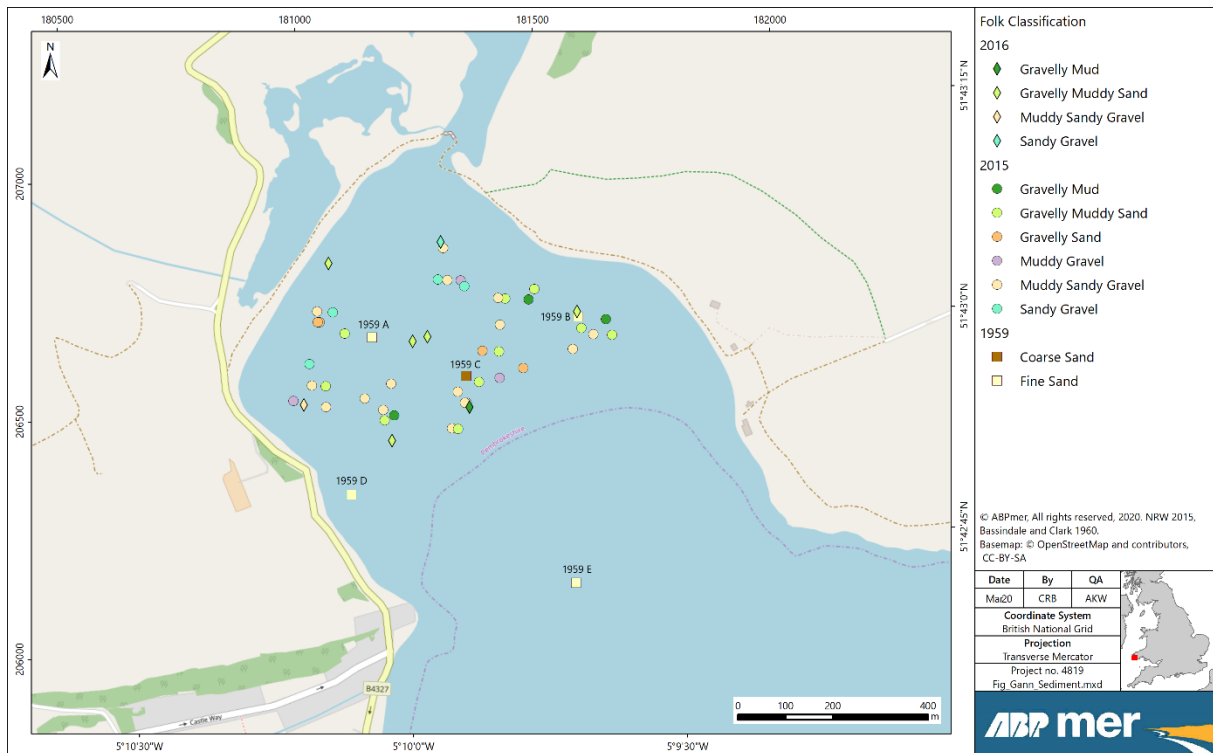 180500
181000
181500
182000
N
51°43'15"N
207000
1959 B
51°43'0"N
1959 A
1959 C
206500
Pembrokeshire
1959 D
51°42'45"N
1959 E
206000
B4327
Castle Way
0 100 200 400
m
5°10'30"W
5°10'0"W
5°9'30"W
Folk Classification
2016
Gravelly Mud
Gravelly Muddy Sand
Muddy Sandy Gravel
Sandy Gravel
2015
Gravelly Mud
Gravelly Muddy Sand
Gravelly Sand
Muddy Gravel
Muddy Sandy Gravel
Sandy Gravel
1959
Coarse Sand
Fine Sand
© ABPmer, All rights reserved, 2020. NRW 2015,
Bassindale and Clark 1960.
Basemap: © OpenStreetMap and contributors,
CC-BY-SA
Date By QA
Mar20 CRB AKW
Coordinate System
British National Grid
Projection
Transverse Mercator
Project no. 4819
Fig_Gann_Sediment.mxd
ABPmer